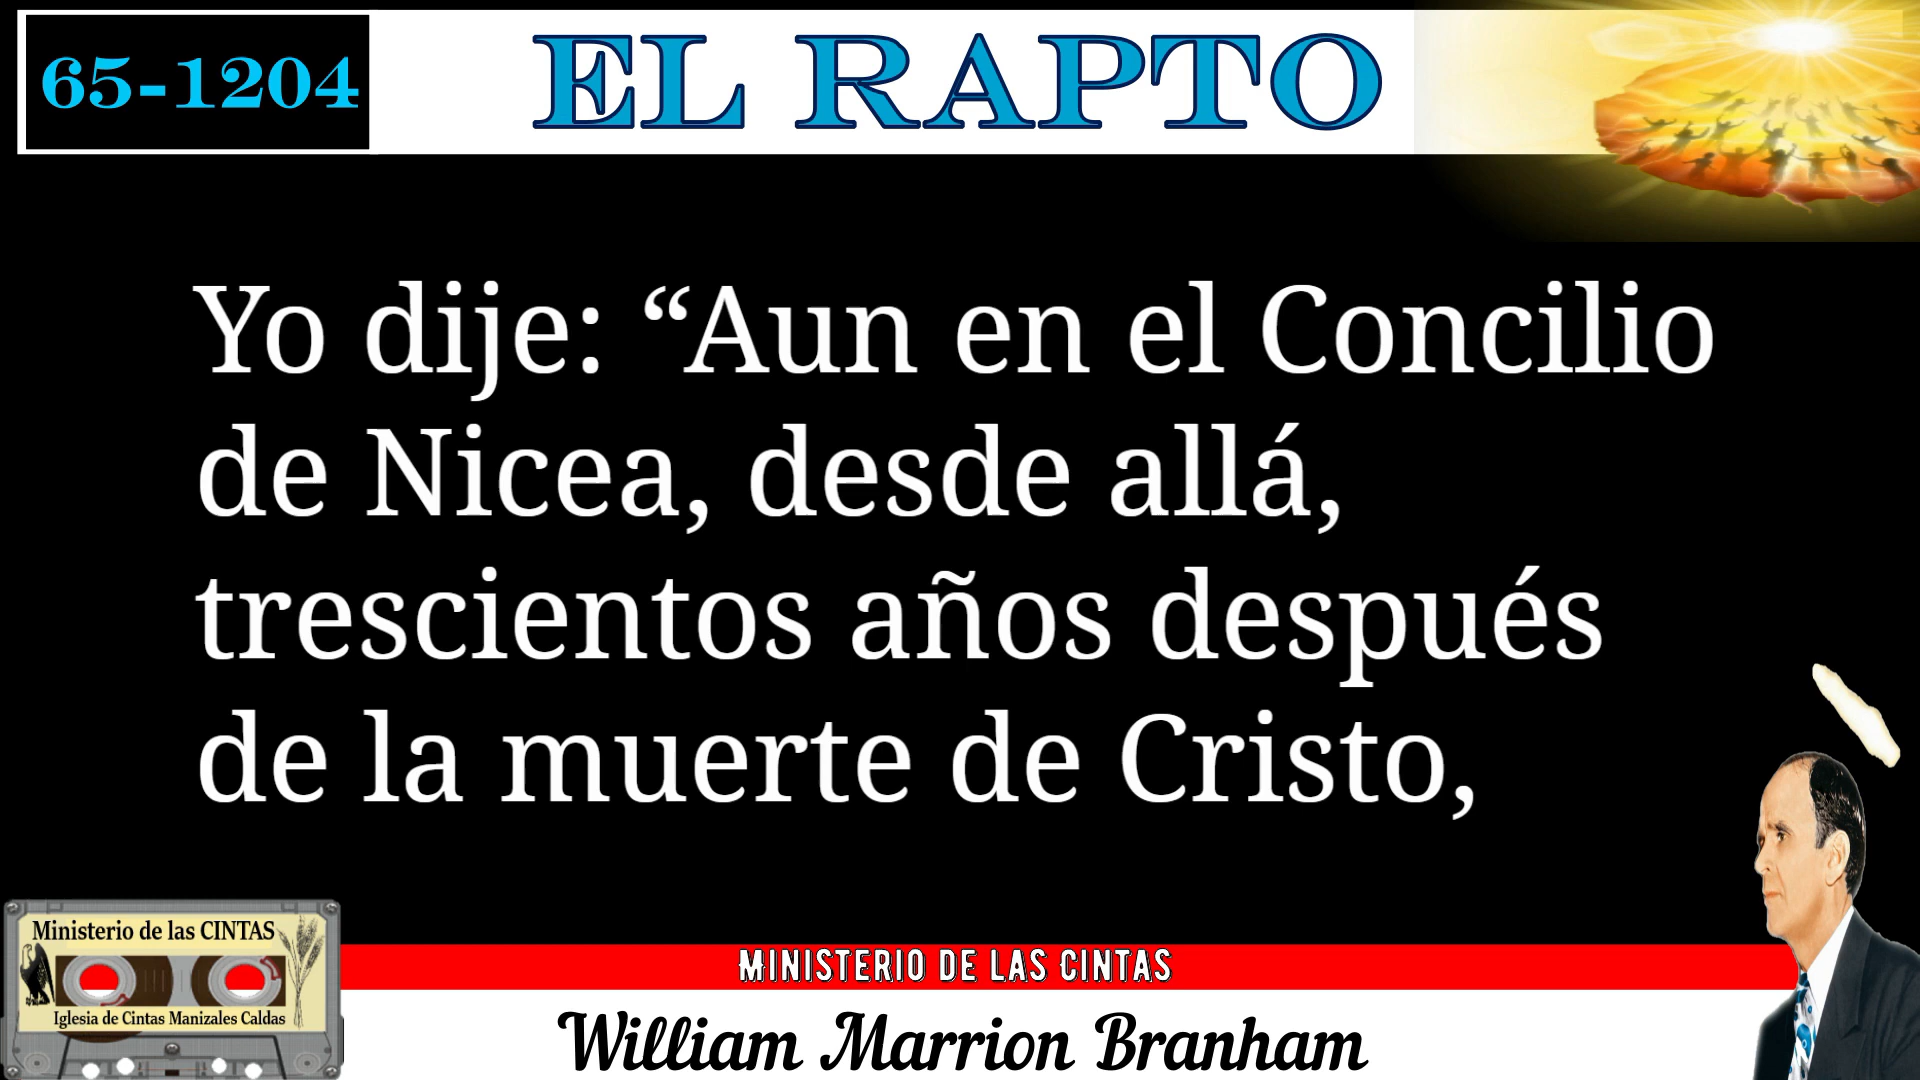 65-1204
EL RAPTO
Yo dije: “Aun en el Concilio
de Nicea, desde allá,
trescientos años después
de la muerte de Cristo,
Ministerio de las CINTAS
Iglesia de Cintas Manizales Caldas
MINISTERIO DE LAS CINTAS
William Marrion Branham